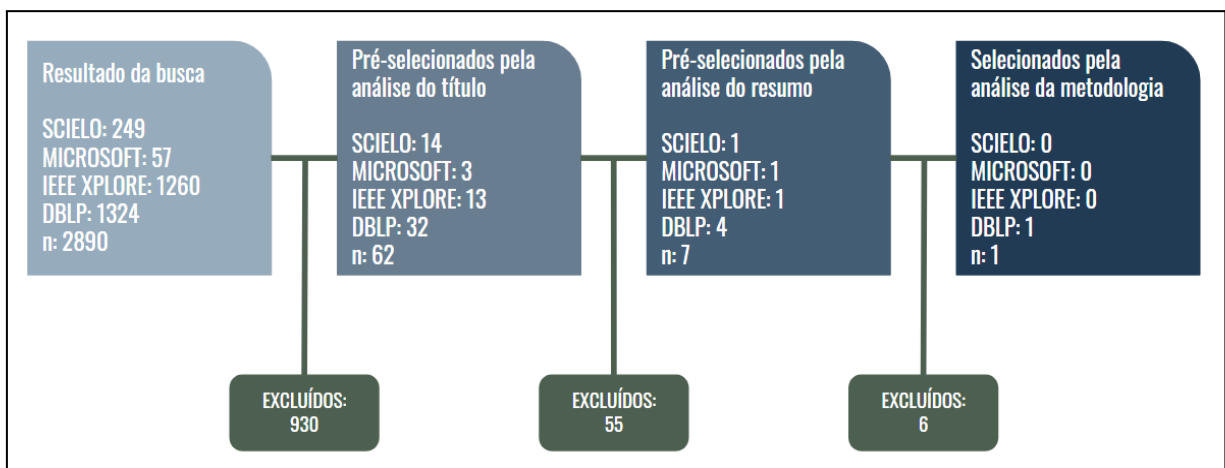 Resultado da busca
SCIELO: 249
MICROSOFT: 57
IEEE XPLORE: 1260
DBLP: 1324
n: 2890
Pré-selecionados pela
análise do título
SCIELO: 14
MICROSOFT: 3
IEEE XPLORE: 13
DBLP: 32
n: 62
Pré-selecionados pela
análise do resumo
SCIELO: 1
MICROSOFT: 1
IEEE XPLORE: 1
DBLP: 4
n: 7
Selecionados pela
análise da metodologia
SCIELO: 0
MICROSOFT: 0
IEEE XPLORE: 0
DBLP: 1
n: 1
EXCLUÍDOS:
930
EXCLUÍDOS:
55
EXCLUÍDOS:
6